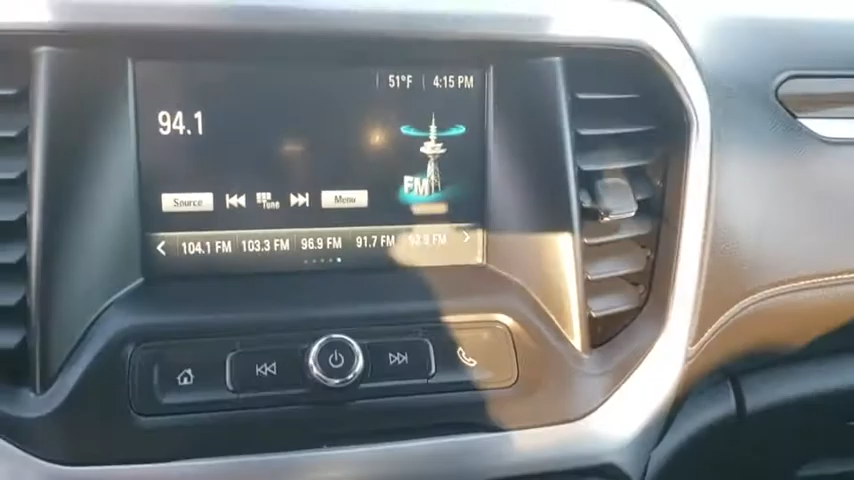 51°F 4:15 PM
94.1
FM
Source Tune Menu
104.1 FM 103.3 FM 96.9 FM 91.7 FM